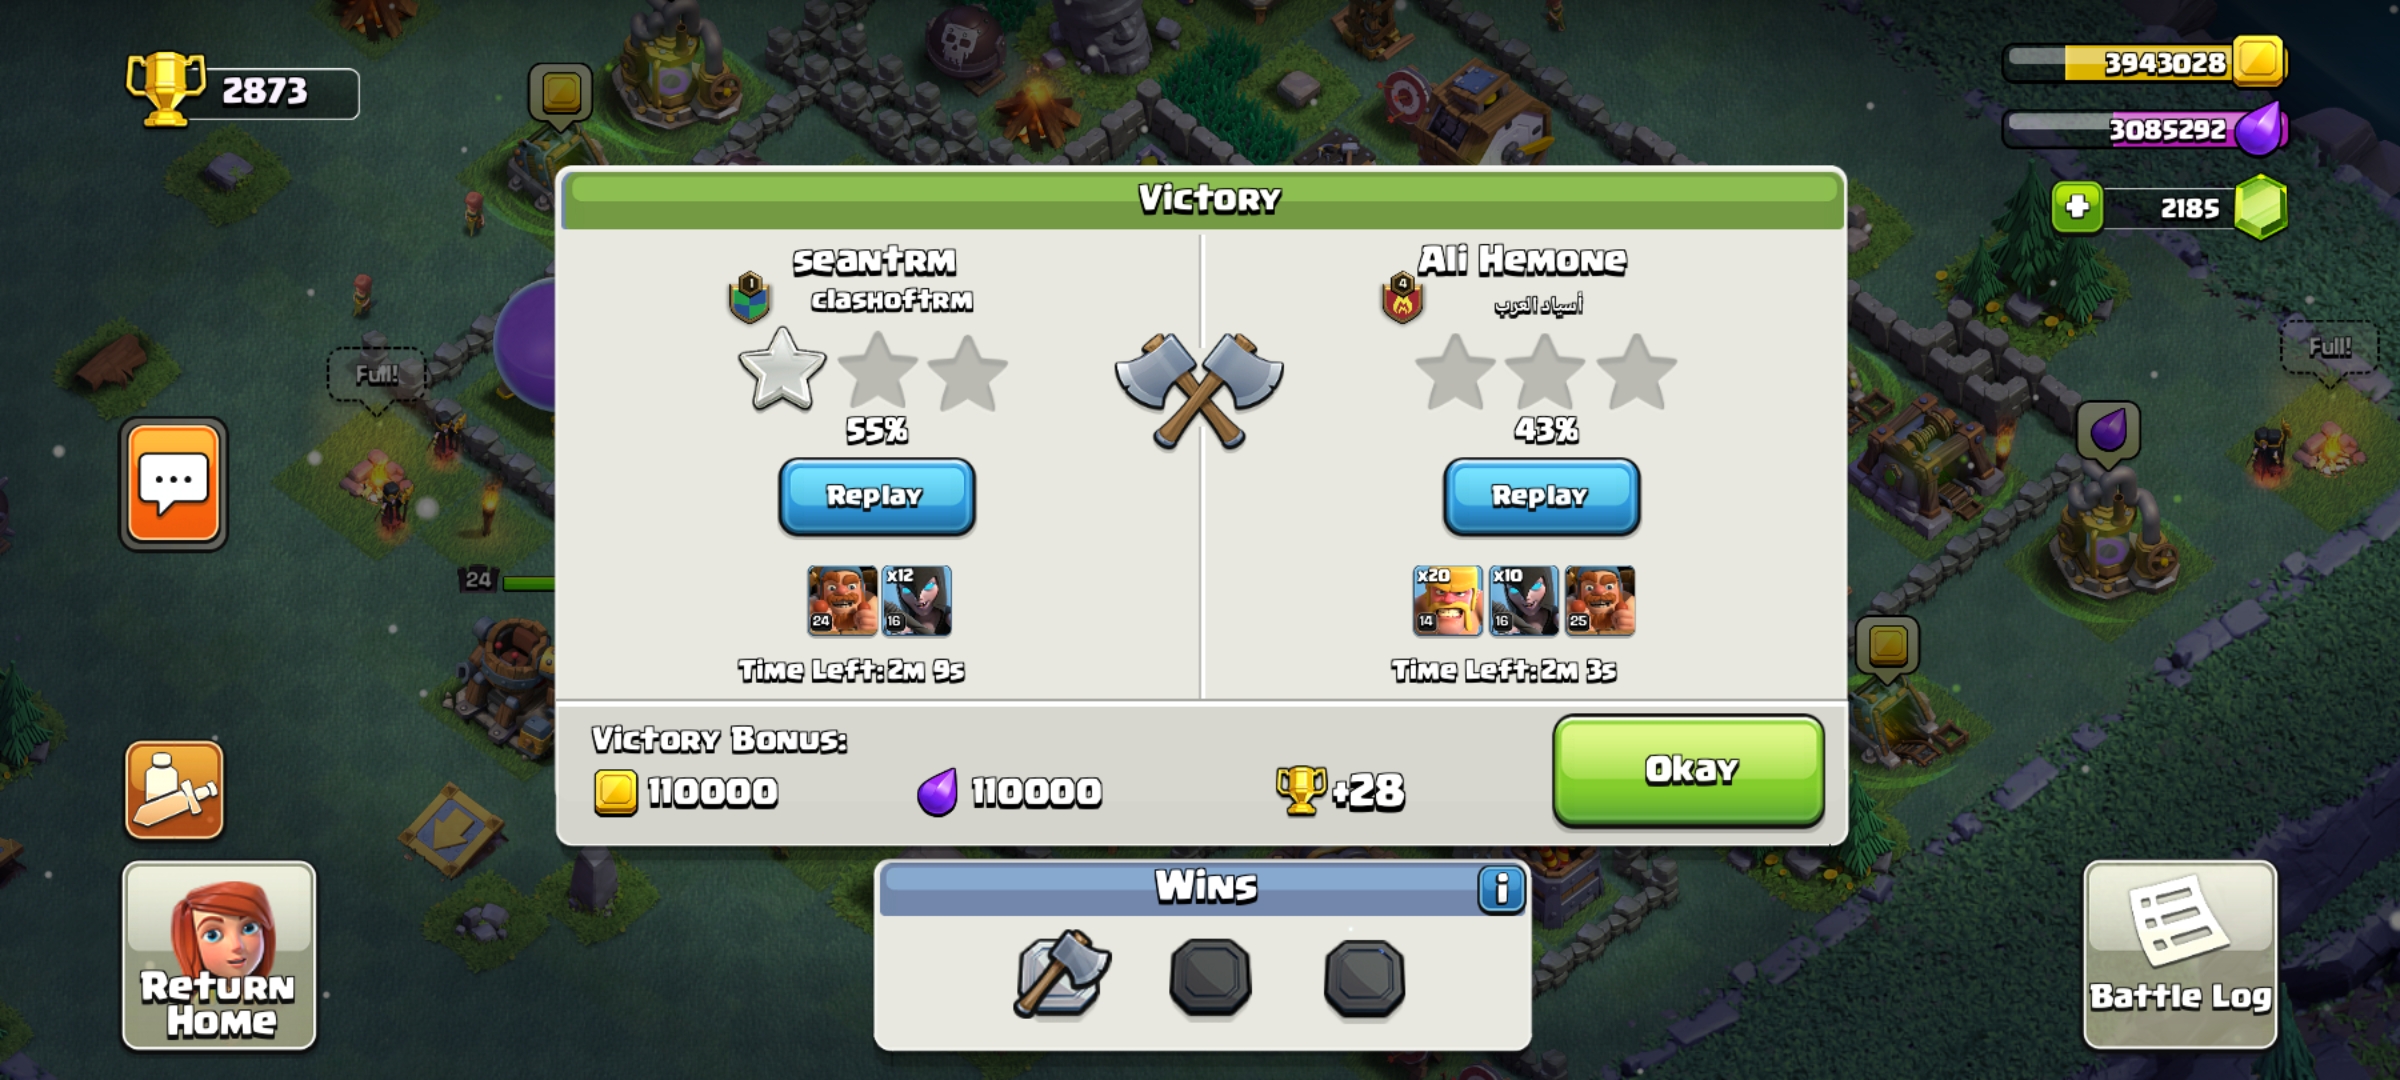 2873
3943028
3085292
2185
Victory
seantrm
1
clashoftrm
Ali Hemone
4
أسياد العرب
Full!
Full!
55%
43%
Replay
Replay
24
24
x12
16
x20
14
x10
16
25
Time Left: 2m 9s
Time Left: 2m 3s
Victory Bonus:
110000
110000
+28
Okay
Wins
i
Return
Home
Battle Log